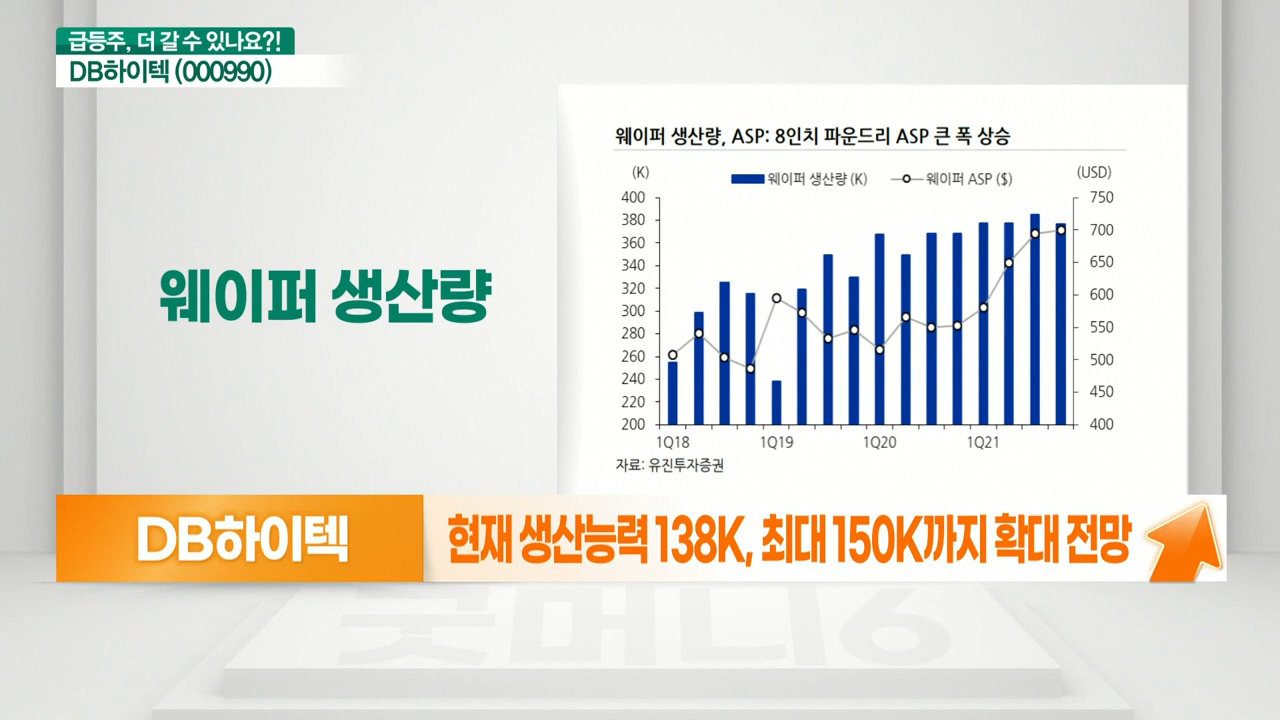 급등주, 더 갈 수 있나요?!
DB하이텍 (000990)
웨이퍼 생산량
웨이퍼 생산량, ASP: 8인치 파운드리 ASP 큰 폭 상승
(K)
(USD)
웨이퍼 생산량 (K)
웨이퍼 ASP ($)
400
380
360
340
320
300
280
260
240
220
200
750
700
650
600
550
500
450
400
1Q18
1Q19
1Q20
1Q21
자료: 유진투자증권
DB하이텍
현재 생산능력 138K, 최대 150K까지 확대 전망
굿머니6